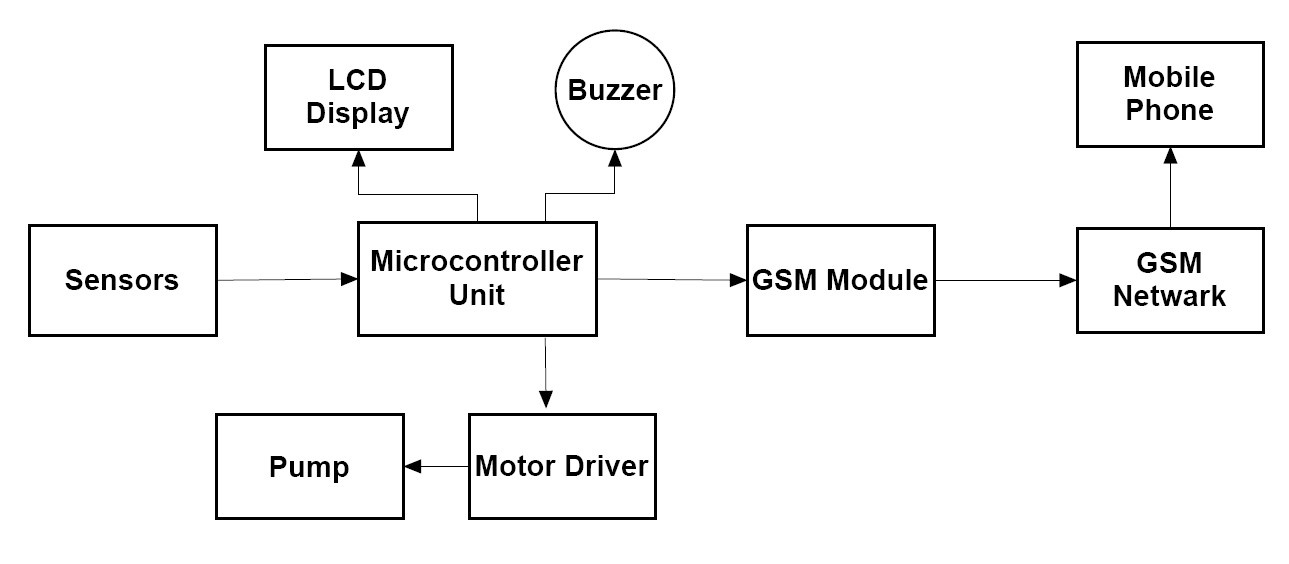 LCD
Display
Buzzer
Mobile
Phone
Sensors
Microcontroller
Unit
GSM Module
GSM
Netwark
Pump
Motor Driver